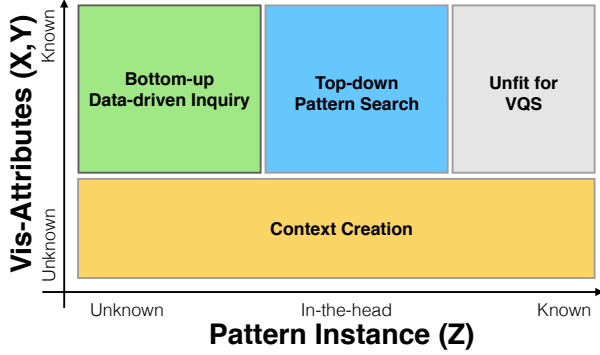 Vis-Attributes (X,Y)
Known
Unknown
Bottom-up
Data-driven Inquiry
Top-down
Pattern Search
Unfit for
VQS
Context Creation
Unknown
In-the-head
Known
Pattern Instance (Z)